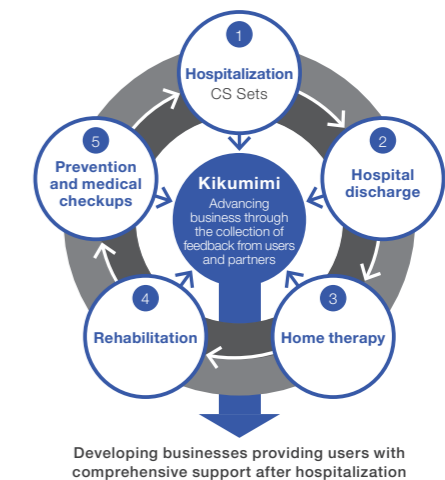 1
Hospitalization
CS Sets
2
Hospital
discharge
3
Home therapy
4
Rehabilitation
5
Prevention
and medical
checkups
Kikumimi
Advancing
business through
the collection of
feedback from users
and partners
Developing businesses providing users with
comprehensive support after hospitalization